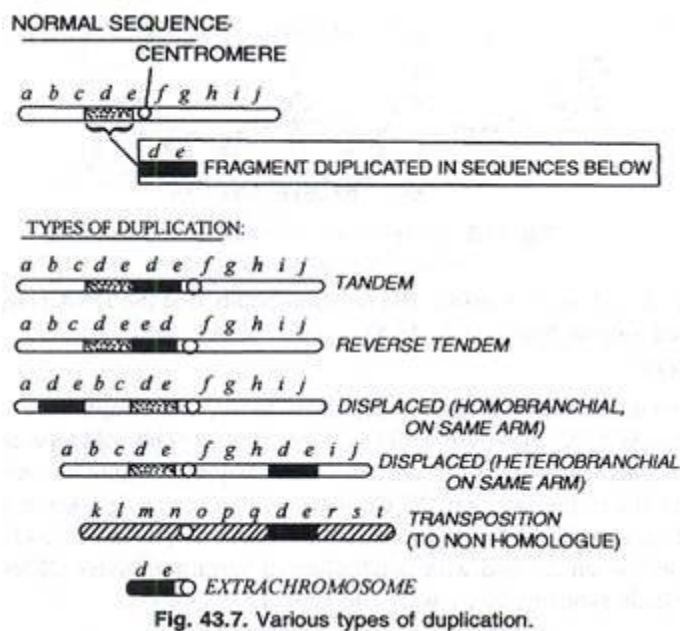 NORMAL SEQUENCE
CENTROMERE
a b c d e f g h i j
d e
FRAGMENT DUPLICATED IN SEQUENCES BELOW
TYPES OF DUPLICATION:
a b c d e d e f g h i j
TANDEM
a b c d e e d f g h i j
REVERSE TENDEM
a d e b c d e f g h i j
DISPLACED (HOMOBRANCHIAL,
ON SAME ARM)
a b c d e f g h d e i j
DISPLACED (HETEROBRANCHIAL
ON SAME ARM)
k l m n o p q d e r s t
TRANSPOSITION
(TO NON HOMOLOGUE)
d e
EXTRACHROMOSOME
Fig. 43.7. Various types of duplication.